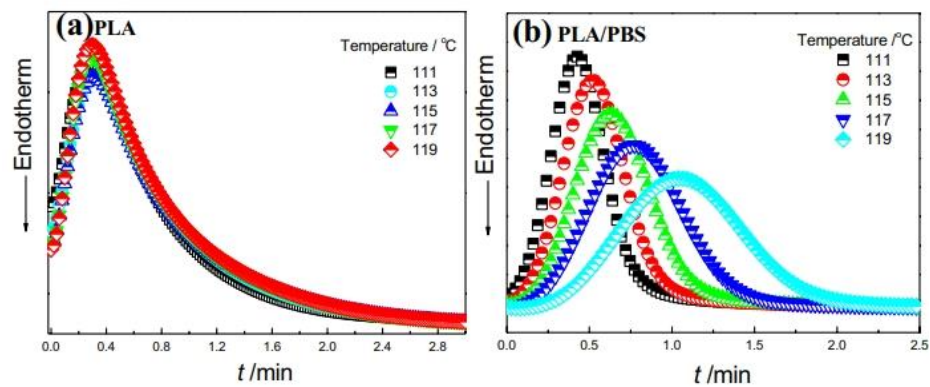 (a) PLA
Temperature / °C
111
113
115
117
119
Endotherm
0.0 0.4 0.8 1.2 1.6 2.0 2.4 2.8
t /min
(b) PLA/PBS
Temperature /°C
111
113
115
117
119
Endotherm
0.0 0.5 1.0 1.5 2.0 2.5
t /min